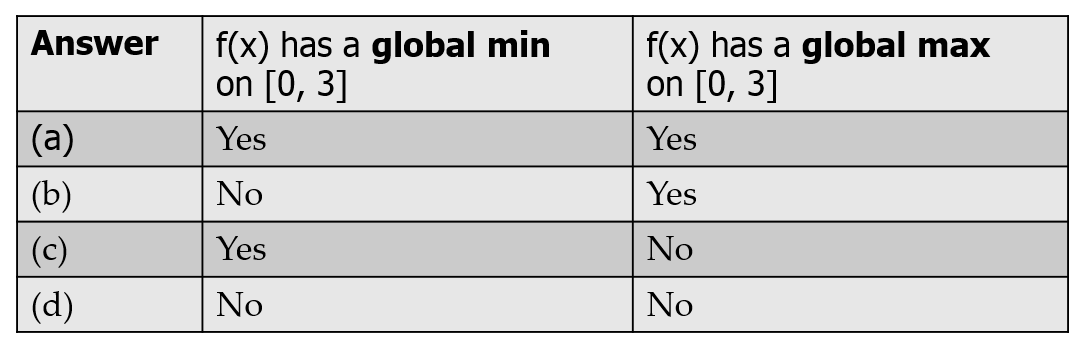 Answer
f(x) has a global min
on [0, 3]
f(x) has a global max
on [0, 3]
(a)
Yes
Yes
(b)
No
Yes
(c)
Yes
No
(d)
No
No